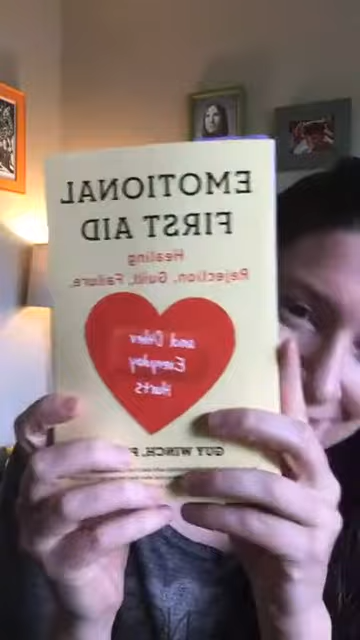 EMOTIONAL
FIRST AID
Healing
Rejection, Guilt, Failure,
and Other
Everyday
Hurts
GUY WINCH, P